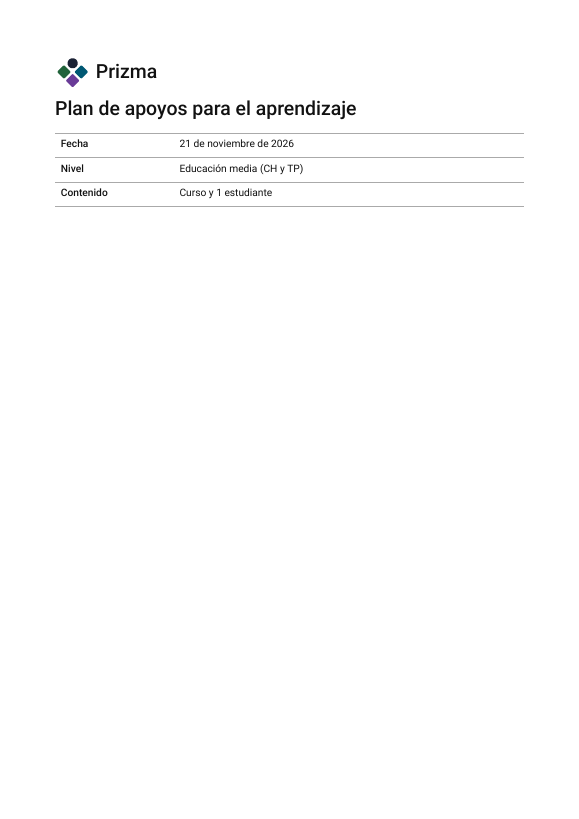 Prizma
Plan de apoyos para el aprendizaje
Fecha 21 de noviembre de 2026
Nivel Educación media (CH y TP)
Contenido Curso y 1 estudiante